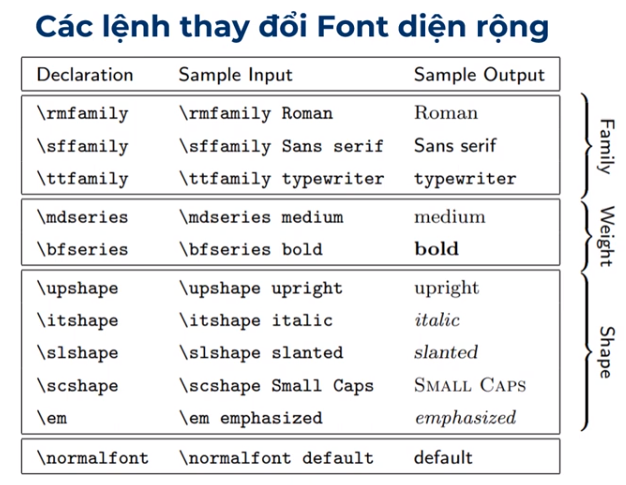 Các lệnh thay đổi Font diện rộng
Declaration Sample Input Sample Output
\rmfamily \rmfamily Roman Roman
\sffamily \sffamily Sans serif Sans serif
\ttfamily \ttfamily typewriter typewriter
Family
\mdseries \mdseries medium medium
\bfseries \bfseries bold bold
Weight
\upshape \upshape upright upright
\itshape \itshape italic italic
\slshape \slshape slanted slanted
\scshape \scshape Small Caps Small Caps
\em \em emphasized emphasized
Shape
\normalfont \normalfont default default